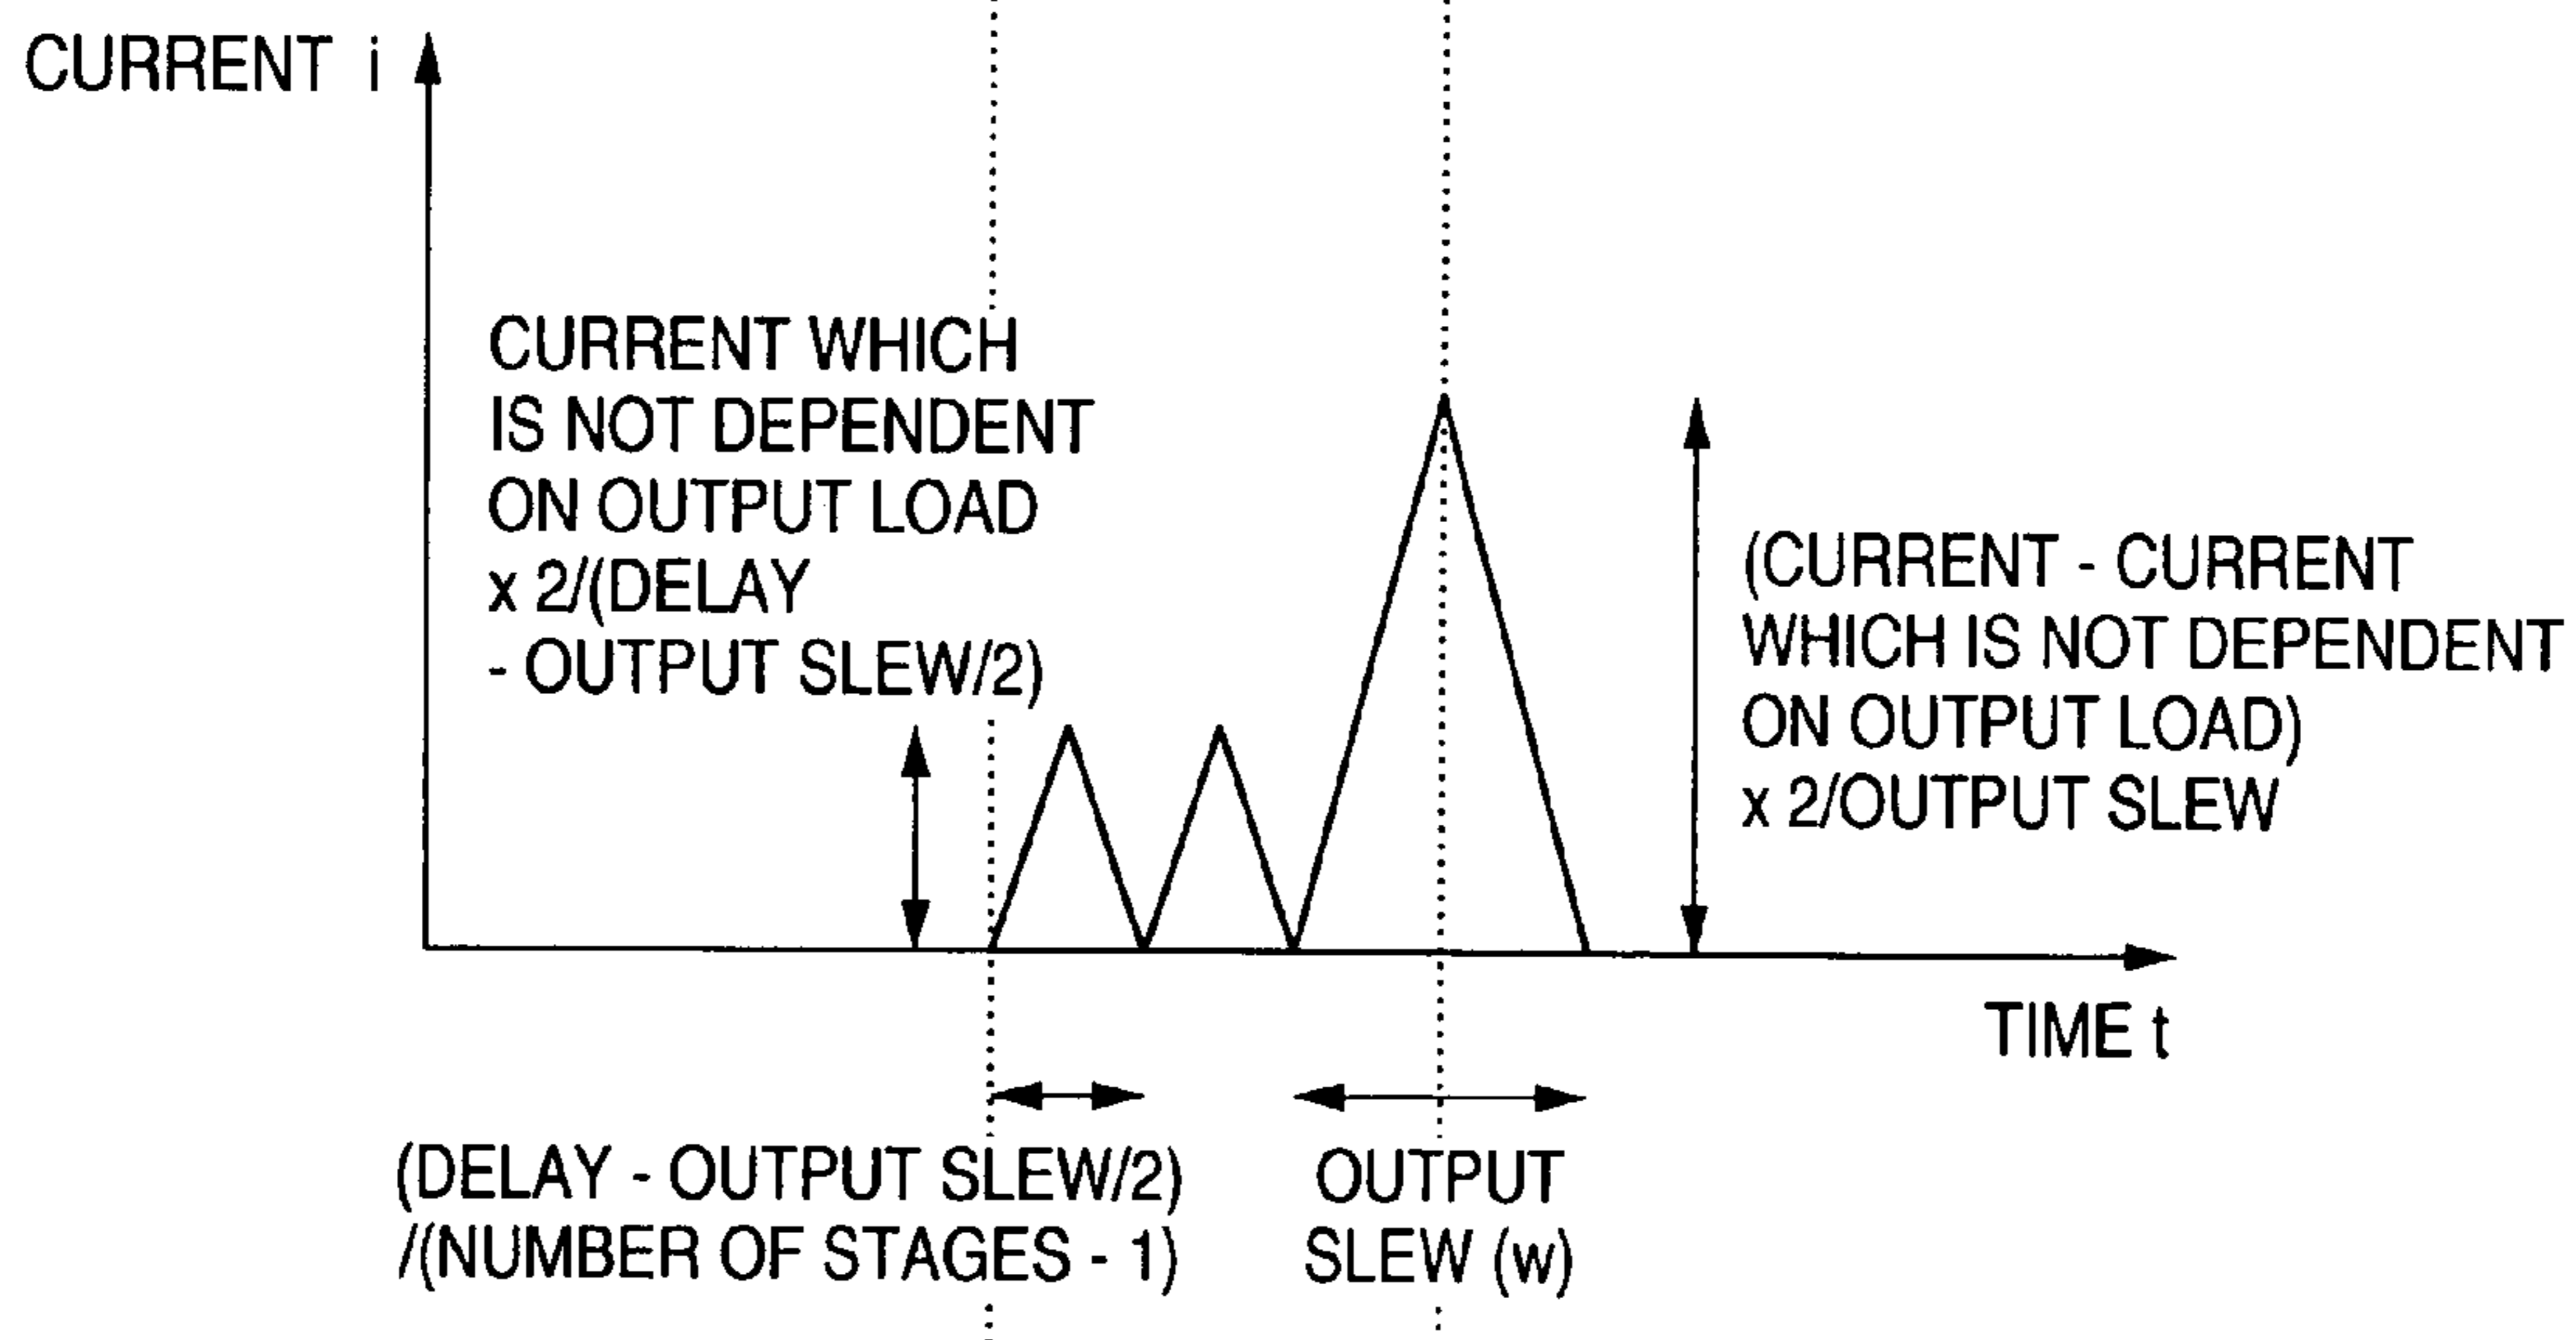 CURRENT i
CURRENT WHICH
IS NOT DEPENDENT
ON OUTPUT LOAD
x 2/(DELAY
- OUTPUT SLEW/2)
(CURRENT - CURRENT
WHICH IS NOT DEPENDENT
ON OUTPUT LOAD)
x 2/OUTPUT SLEW
TIME t
(DELAY - OUTPUT SLEW/2)
/(NUMBER OF STAGES - 1)
OUTPUT
SLEW (w)